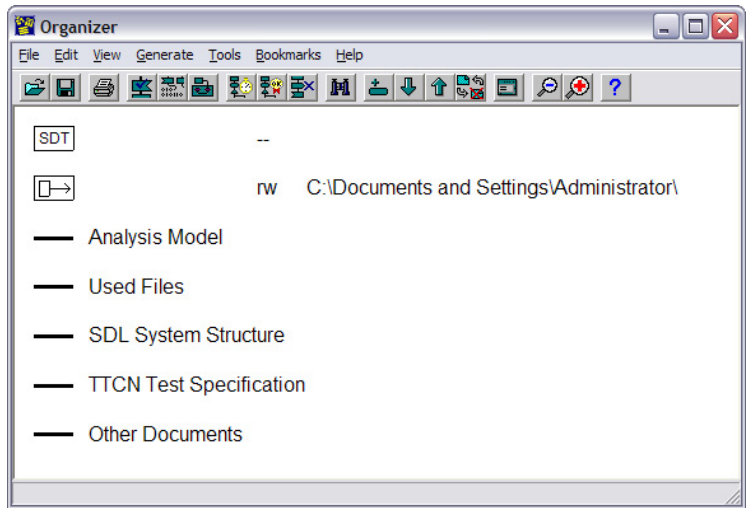 Organizer
File Edit View Generate Tools Bookmarks Help
SDT --
rw C:\Documents and Settings\Administrator\
Analysis Model
Used Files
SDL System Structure
TTCN Test Specification
Other Documents